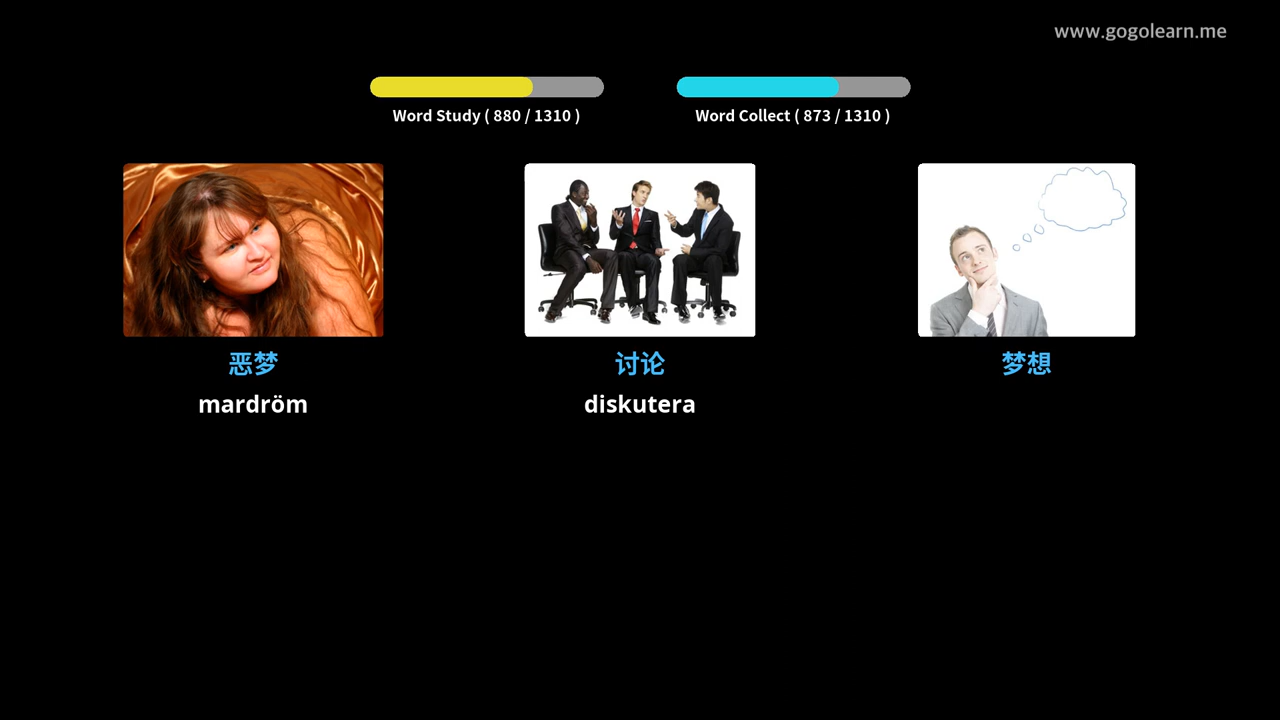 www.gogolearn.me
Word Study ( 880 / 1310 )
Word Collect ( 873 / 1310 )
恶梦
讨论
梦想
mardröm
diskutera